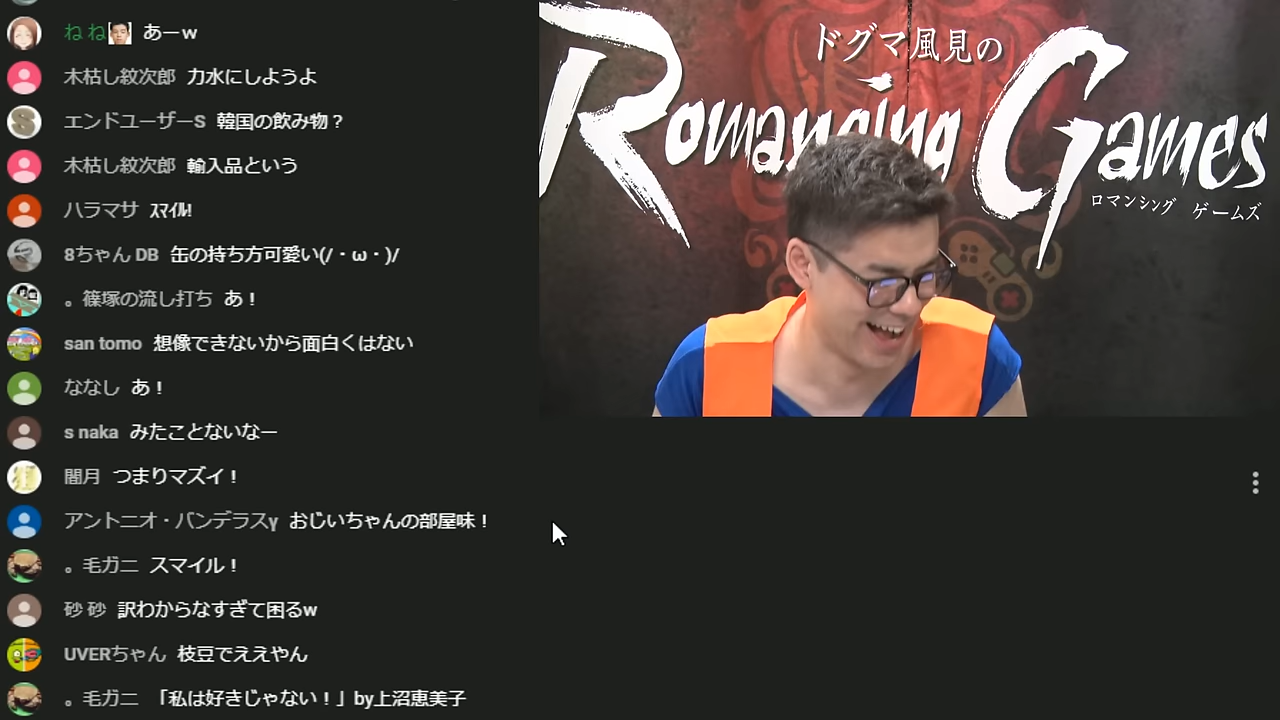 ね ね あーw
木枯し紋次郎 力水にしようよ
エンドユーザーS 韓国の飲み物？
木枯し紋次郎 輸入品という
ハラマサ ｽﾏｲﾙ!
8ちゃん DB 缶の持ち方可愛い(/・ω・)/
。篠塚の流し打ち あ！
san tomo 想像できないから面白くはない
ななし あ！
s naka みたことないなー
闇月 つまりマズイ！
アントニオ・バンデラスγ おじいちゃんの部屋味！
。毛ガニ スマイル！
砂 砂 訳わからなすぎて困るw
UVERちゃん 枝豆でええやん
。毛ガニ 「私は好きじゃない！」by上沼恵美子
ドグマ風見の
Romancing Games
ロマンシング ゲームズ